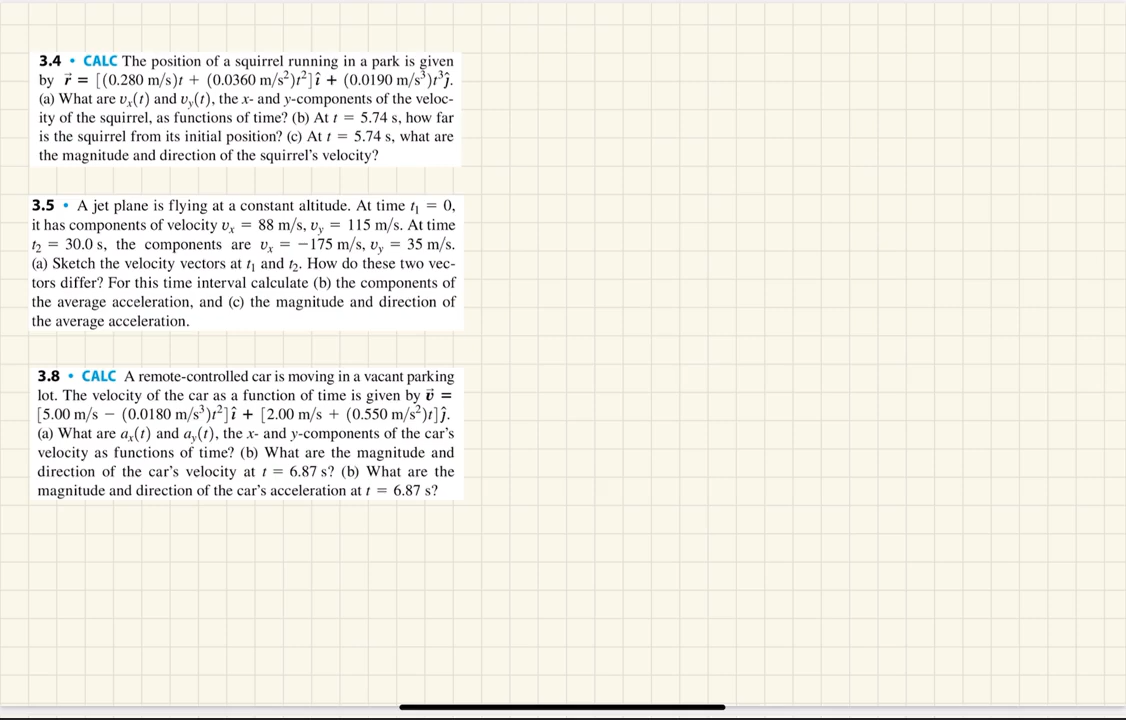 3.4 • CALC The position of a squirrel running in a park is given
by r⃗ = [(0.280 m/s)t + (0.0360 m/s²)t²]î + (0.0190 m/s³)t³ĵ.
(a) What are vₓ(t) and v_y(t), the x- and y-components of the veloc-
ity of the squirrel, as functions of time? (b) At t = 5.74 s, how far
is the squirrel from its initial position? (c) At t = 5.74 s, what are
the magnitude and direction of the squirrel's velocity?
3.5 • A jet plane is flying at a constant altitude. At time t₁ = 0,
it has components of velocity vₓ = 88 m/s, v_y = 115 m/s. At time
t₂ = 30.0 s, the components are vₓ = −175 m/s, v_y = 35 m/s.
(a) Sketch the velocity vectors at t₁ and t₂. How do these two vec-
tors differ? For this time interval calculate (b) the components of
the average acceleration, and (c) the magnitude and direction of
the average acceleration.
3.8 • CALC A remote-controlled car is moving in a vacant parking
lot. The velocity of the car as a function of time is given by v⃗ =
[5.00 m/s − (0.0180 m/s³)t²]î + [2.00 m/s + (0.550 m/s²)t]ĵ.
(a) What are aₓ(t) and a_y(t), the x- and y-components of the car's
velocity as functions of time? (b) What are the magnitude and
direction of the car's velocity at t = 6.87 s? (b) What are the
magnitude and direction of the car's acceleration at t = 6.87 s?